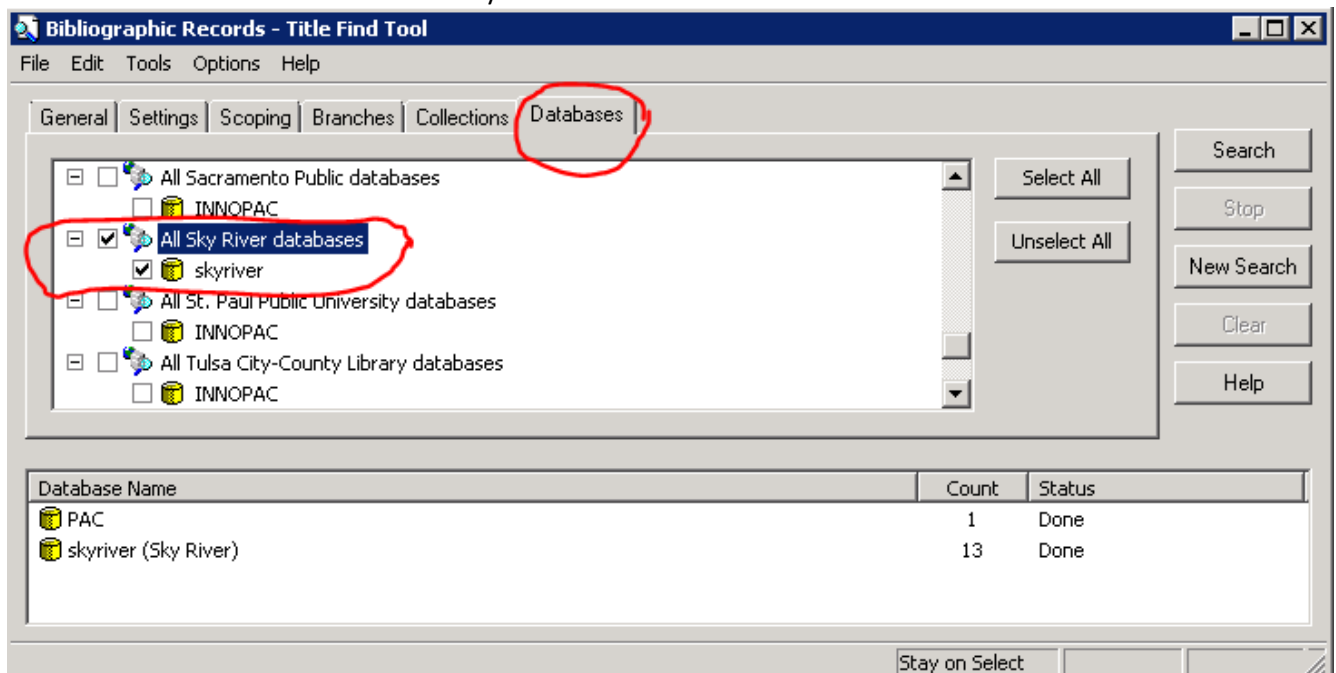 Bibliographic Records - Title Find Tool
File Edit Tools Options Help
General Settings Scoping Branches Collections Databases
All Sacramento Public databases
INNOPAC
All Sky River databases
skyriver
All St. Paul Public University databases
INNOPAC
All Tulsa City-County Library databases
INNOPAC
Select All
Unselect All
Search
Stop
New Search
Clear
Help
Database Name Count Status
PAC 1 Done
skyriver (Sky River) 13 Done
Stay on Select